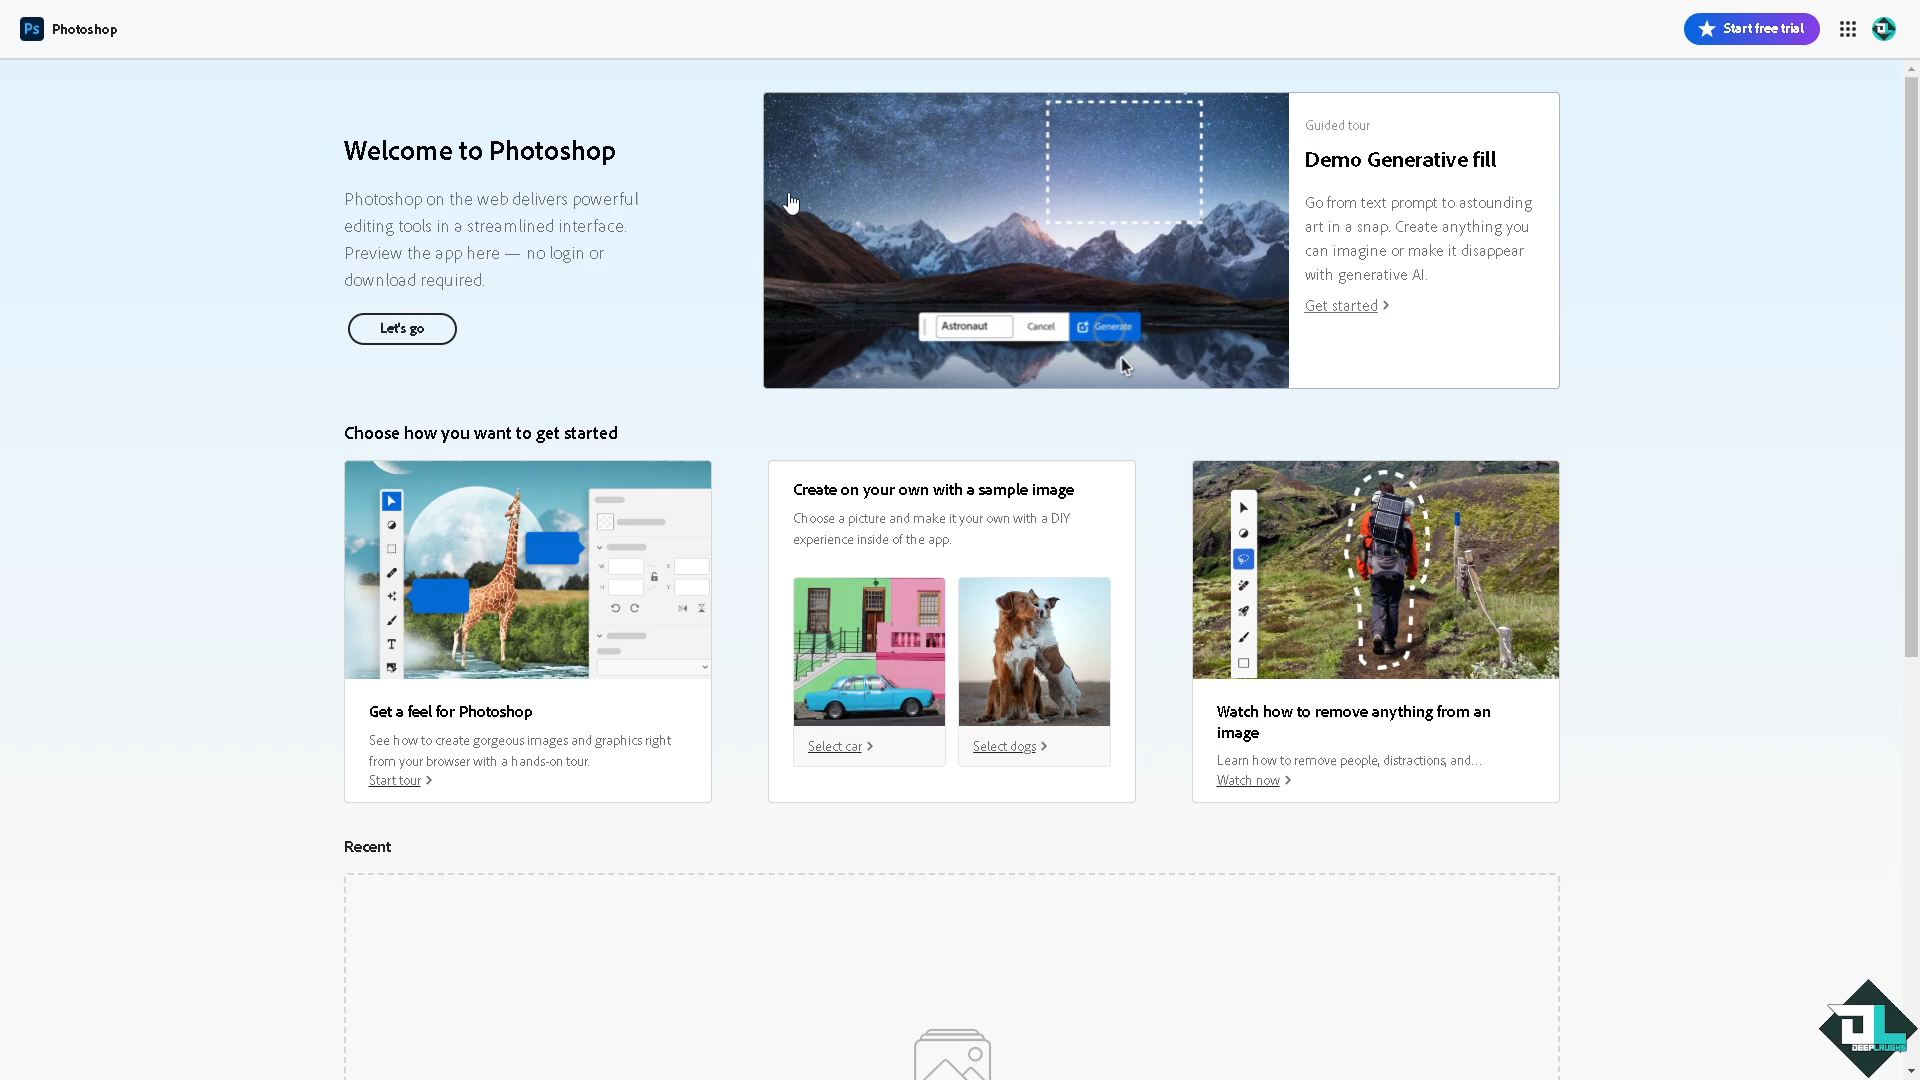 Ps Photoshop
Start free trial
Welcome to Photoshop
Photoshop on the web delivers powerful
editing tools in a streamlined interface.
Preview the app here — no login or
download required.
Let's go
Astronaut
Cancel
Generate
Guided tour
Demo Generative fill
Go from text prompt to astounding
art in a snap. Create anything you
can imagine or make it disappear
with generative AI.
Get started
Choose how you want to get started
Get a feel for Photoshop
See how to create gorgeous images and graphics right
from your browser with a hands-on tour.
Start tour
Create on your own with a sample image
Choose a picture and make it your own with a DIY
experience inside of the app.
Select car
Select dogs
Watch how to remove anything from an
image
Learn how to remove people, distractions, and...
Watch now
Recent
DEEPLAUGHS